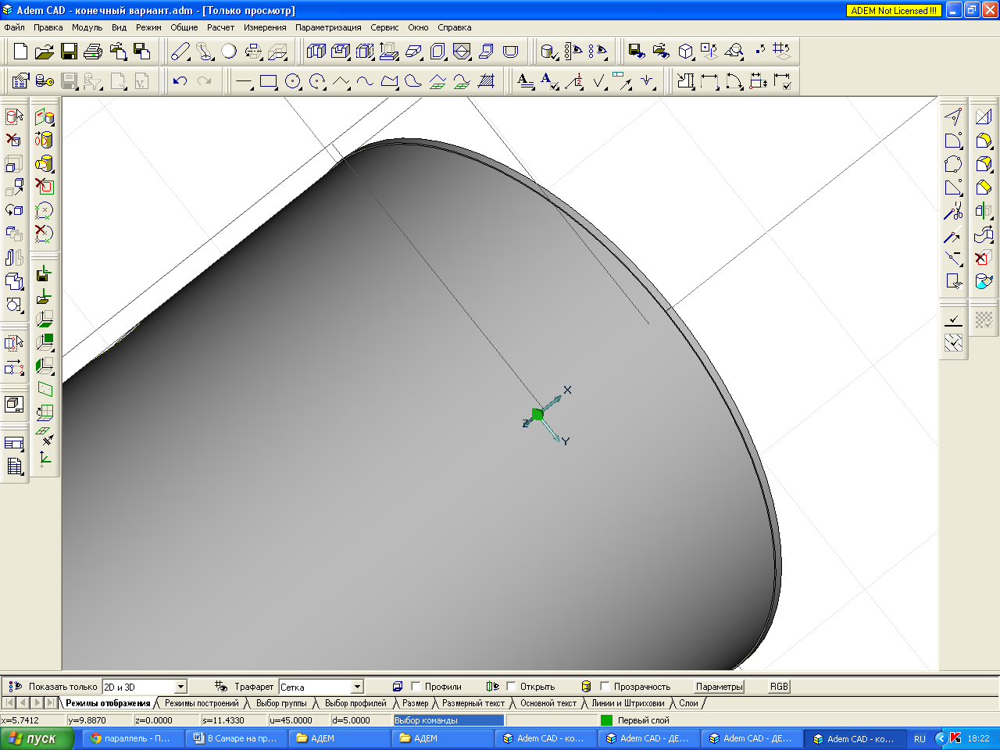 Adem CAD - конечный вариант.adm - [Только просмотр]
ADEM Not Licensed !!!
Файл Правка Модуль Вид Режим Общие Расчет Измерения Параметризация Сервис Окно Справка
X
Z
Y
Показать только 2D и 3D Трафарет Сетка Профили Открыть Прозрачность Параметры RGB
Режимы отображения Режимы построений Выбор группы Выбор профилей Размер Размерный текст Основной текст Линии и Штриховки Слои
x=5.7412 y=9.8870 z=0.0000 s=11.4330 u=45.0000 d=5.0000 Выбор команды Первый слой
пуск параллель - П... В Самаре на пр... АДЕМ АДЕМ Adem CAD - ко... Adem CAD - ДЕ... Adem CAD - ДЕ... Adem CAD - ко... RU 18:22